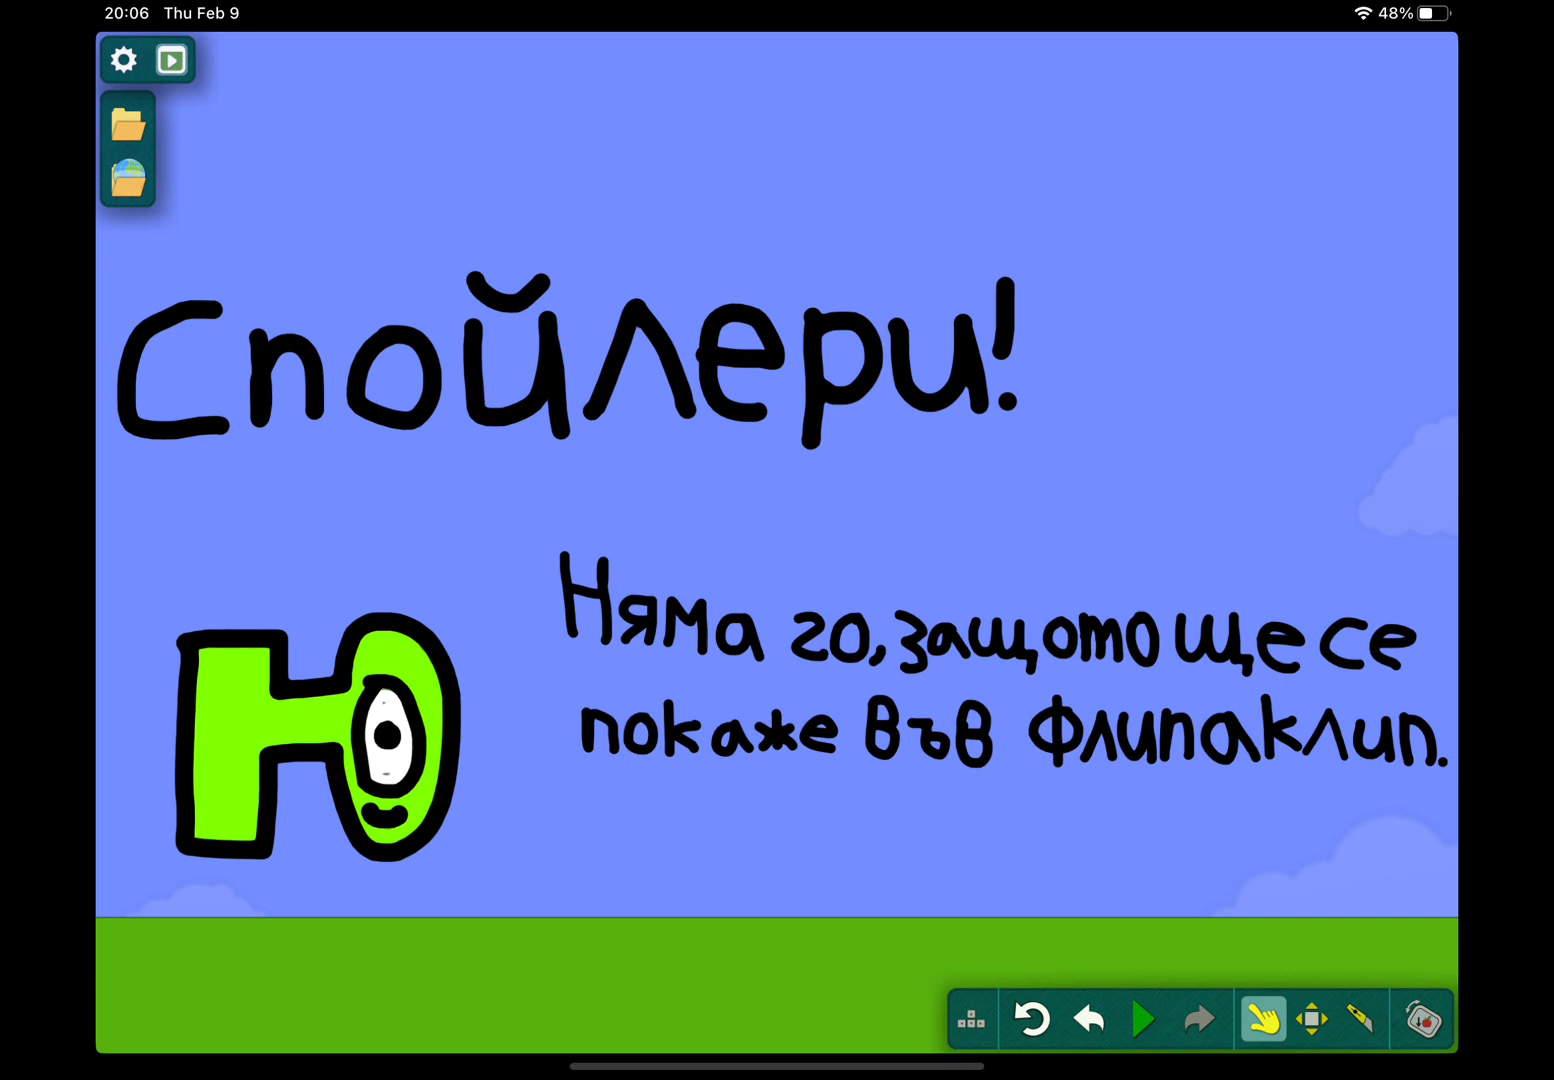 20:06 Thu Feb 9 48%
Спойлери!
Няма го, защото ще се
покаже във Флипаклип.
Ю